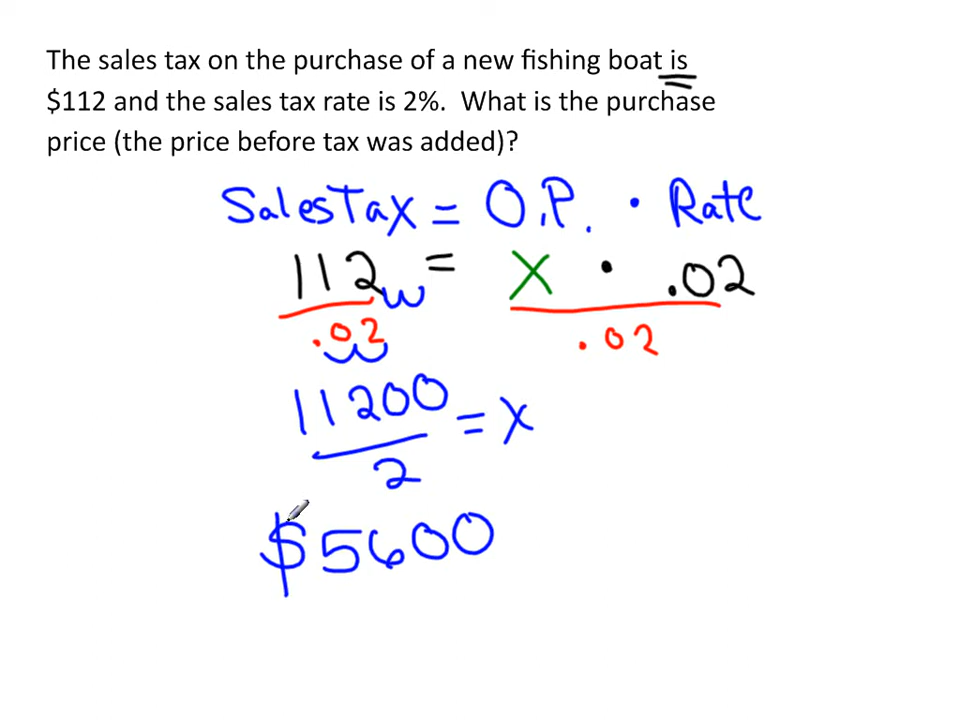 The sales tax on the purchase of a new fishing boat is
$112 and the sales tax rate is 2%. What is the purchase
price (the price before tax was added)?
Sales Tax = O.P. · Rate
112 = x · .02
.02 .02
11200 = x
2
$5600